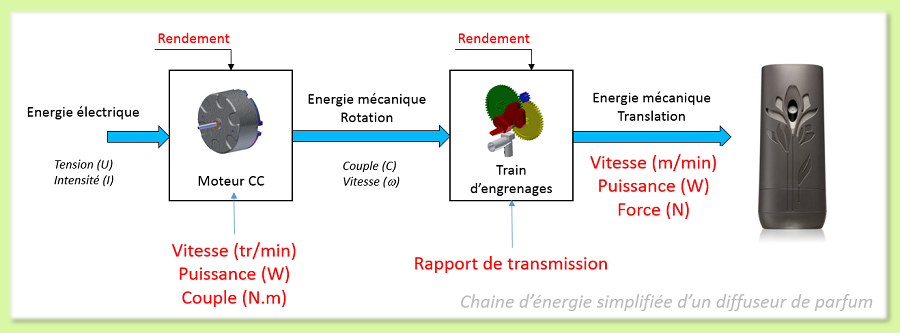 Rendement
Rendement
Energie électrique
Tension (U)
Intensité (I)
Moteur CC
Energie mécanique
Rotation
Couple (C)
Vitesse (ω)
Train
d'engrenages
Energie mécanique
Translation
Vitesse (m/min)
Puissance (W)
Force (N)
Vitesse (tr/min)
Puissance (W)
Couple (N.m)
Rapport de transmission
Chaine d'énergie simplifiée d'un diffuseur de parfum